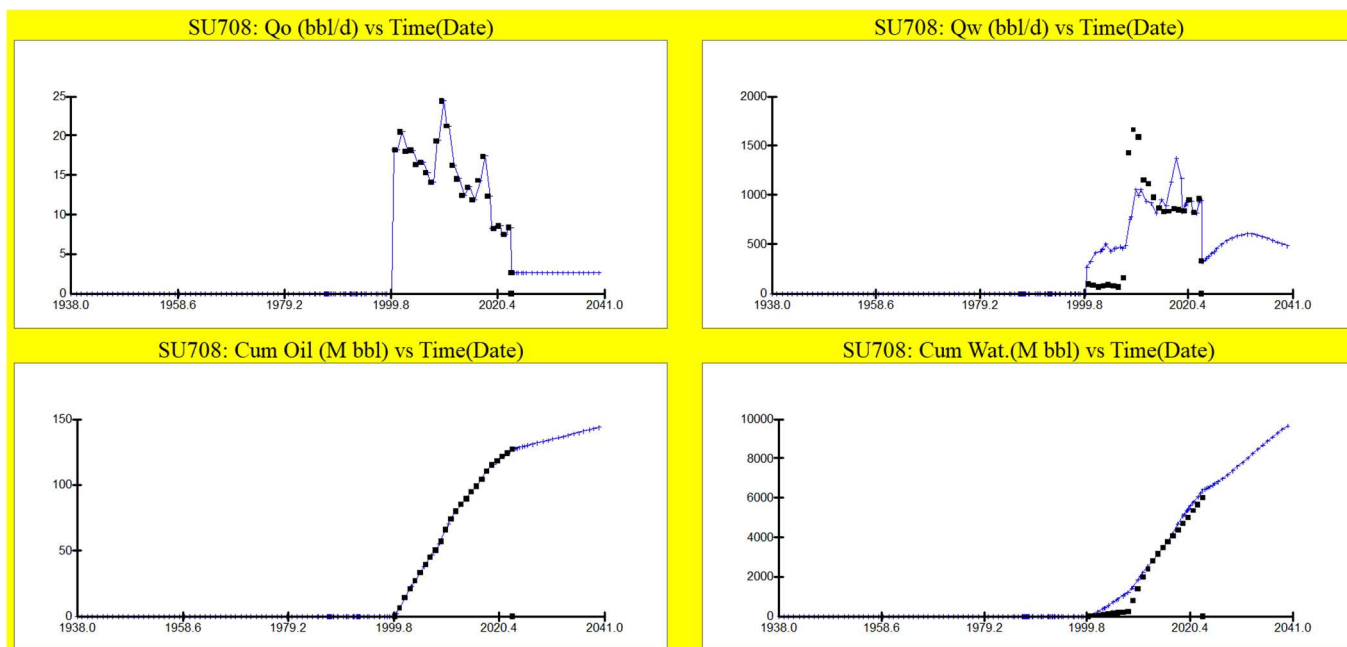 SU708: Qo (bbl/d) vs Time(Date)
25
20
15
10
5
0
1938.0 1958.6 1979.2 1999.8 2020.4 2041.0
SU708: Qw (bbl/d) vs Time(Date)
2000
1500
1000
500
0
1938.0 1958.6 1979.2 1999.8 2020.4 2041.0
SU708: Cum Oil (M bbl) vs Time(Date)
150
100
50
0
1938.0 1958.6 1979.2 1999.8 2020.4 2041.0
SU708: Cum Wat.(M bbl) vs Time(Date)
10000
8000
6000
4000
2000
0
1938.0 1958.6 1979.2 1999.8 2020.4 2041.0